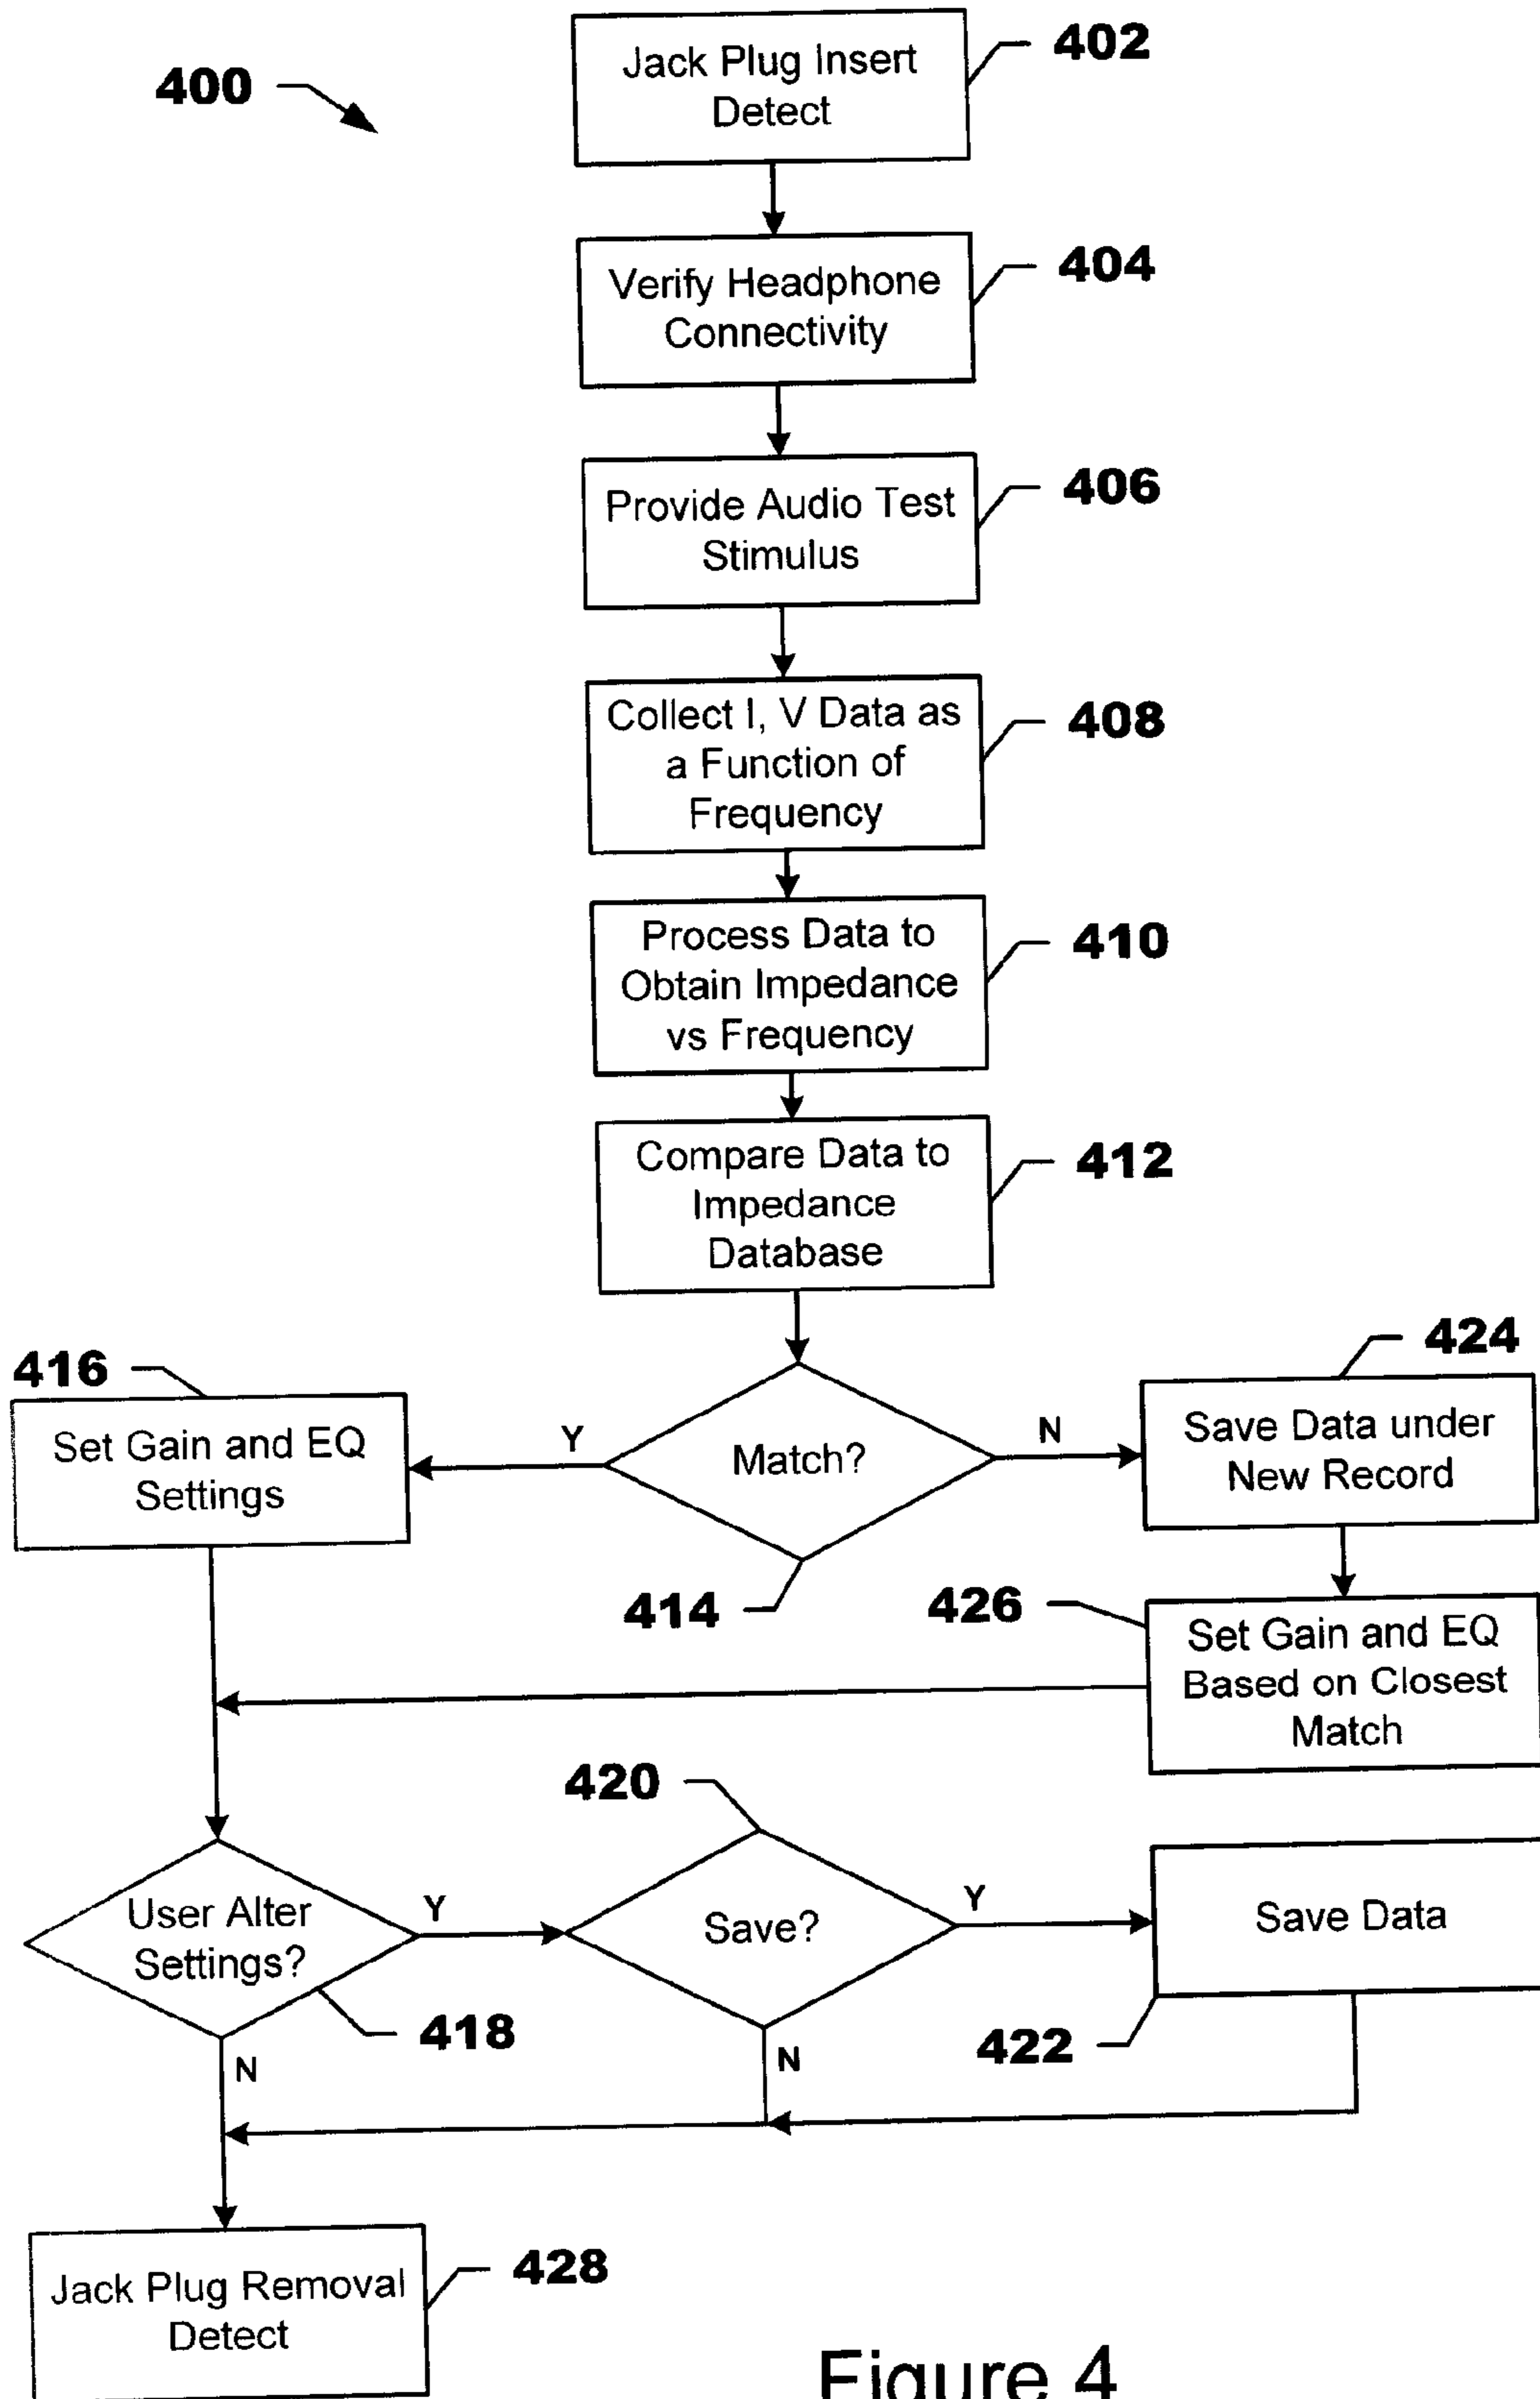 400
Jack Plug Insert
Detect
402
Verify Headphone
Connectivity
404
Provide Audio Test
Stimulus
406
Collect I, V Data as
a Function of
Frequency
408
Process Data to
Obtain Impedance
vs Frequency
410
Compare Data to
Impedance
Database
412
416
Set Gain and EQ
Settings
Y
Match?
N
414
424
Save Data under
New Record
426
Set Gain and EQ
Based on Closest
Match
User Alter
Settings?
Y
418
N
420
Save?
Y
N
Save Data
422
Jack Plug Removal
Detect
428
Figure 4